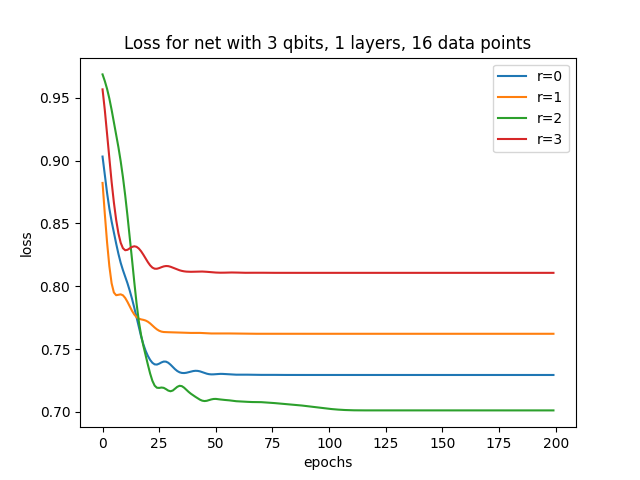 Loss for net with 3 qbits, 1 layers, 16 data points
r=0
r=1
r=2
r=3
0.95
0.90
0.85
0.80
0.75
0.70
loss
0 25 50 75 100 125 150 175 200
epochs